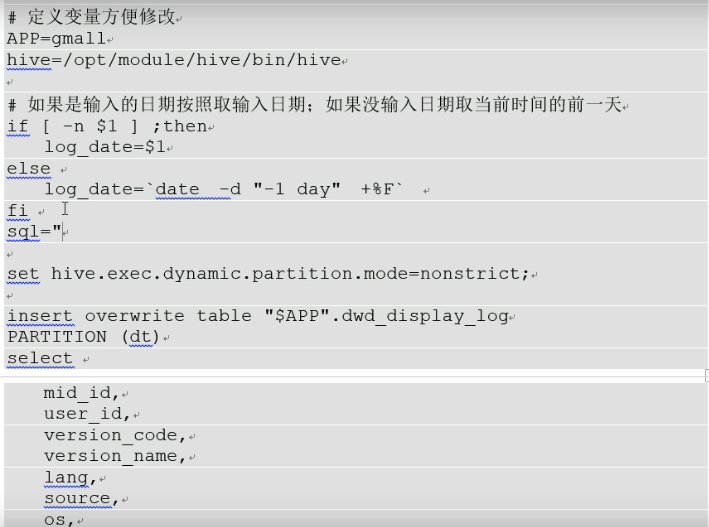 # 定义变量方便修改
APP=gmall
hive=/opt/module/hive/bin/hive
# 如果是输入的日期按照取输入日期；如果没输入日期取当前时间的前一天
if [ -n $1 ] ;then
log_date=$1
else
log_date=`date  -d "-1 day"  +%F`
fi
sql="
set hive.exec.dynamic.partition.mode=nonstrict;
insert overwrite table "$APP".dwd_display_log
PARTITION (dt)
select
mid_id,
user_id,
version_code,
version_name,
lang,
source,
os,